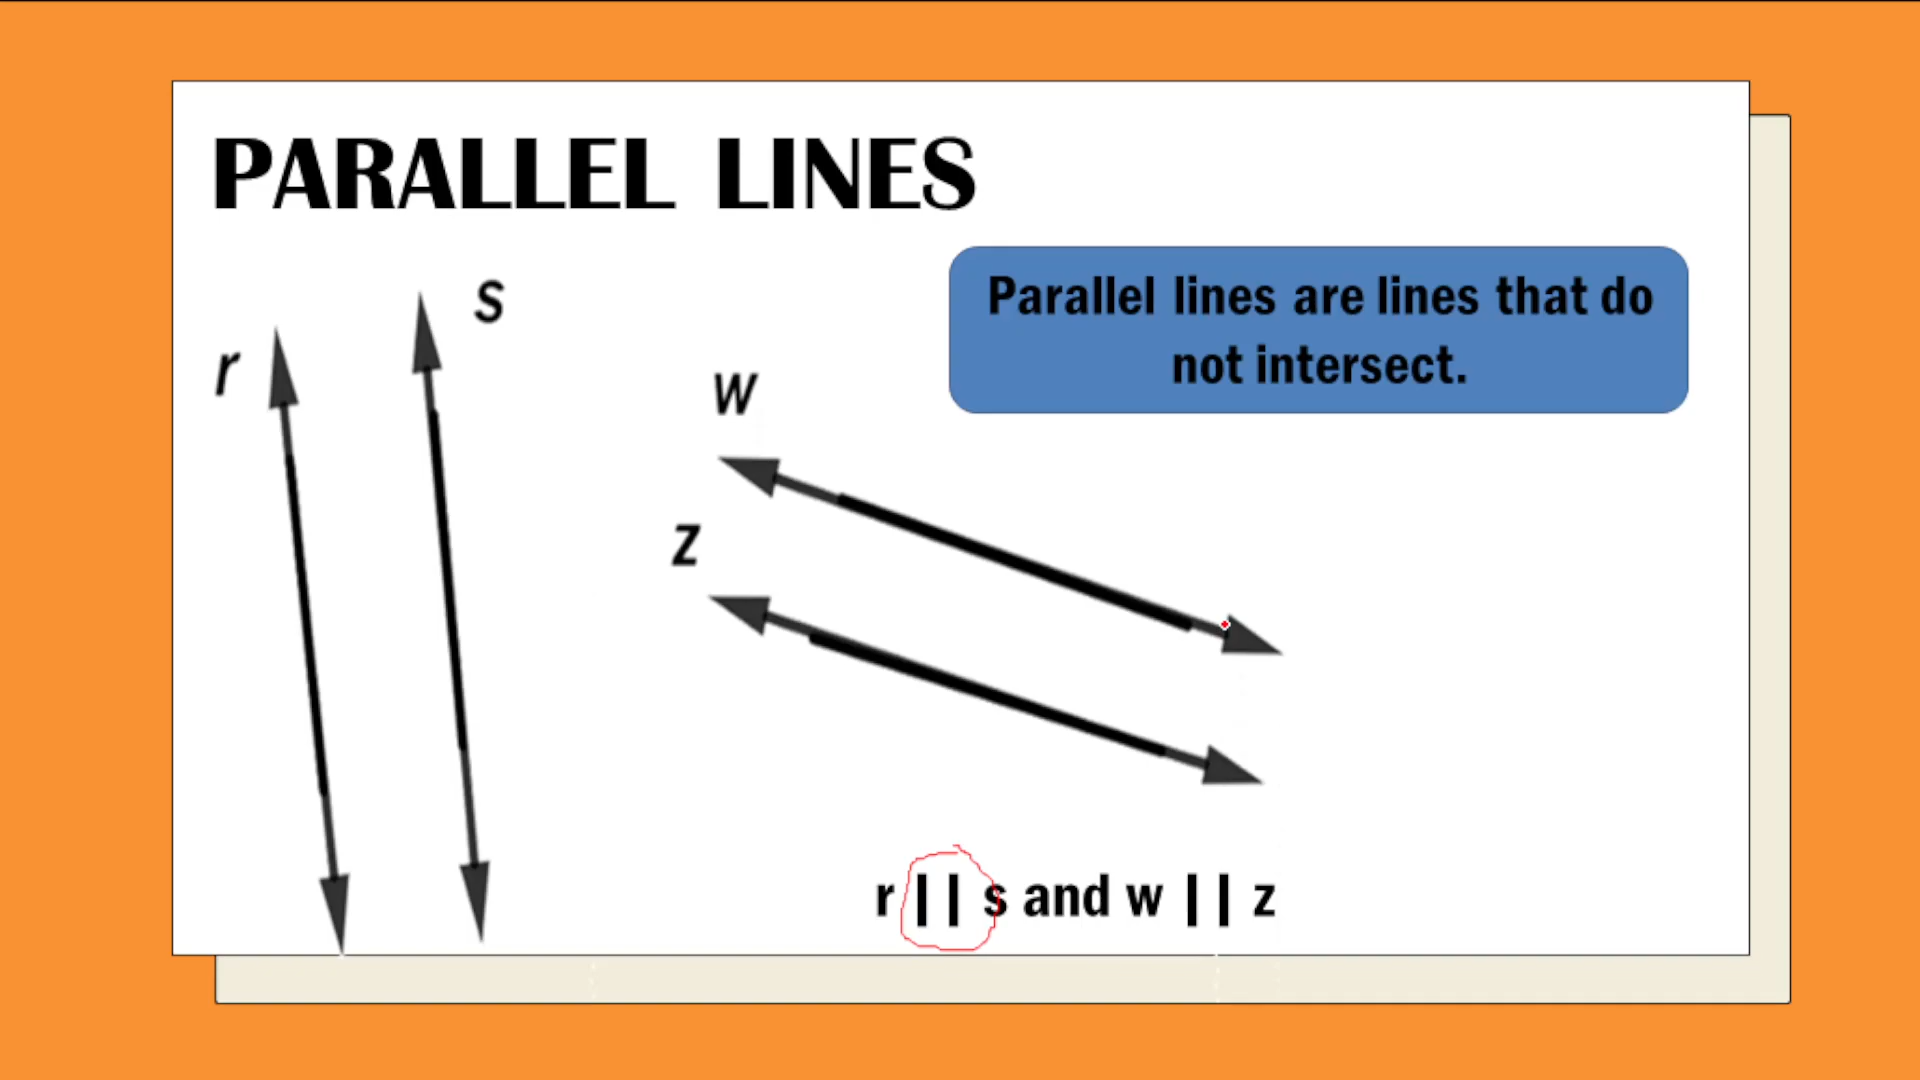 PARALLEL LINES
s
r
Parallel lines are lines that do
not intersect.
w
z
r || s and w || z